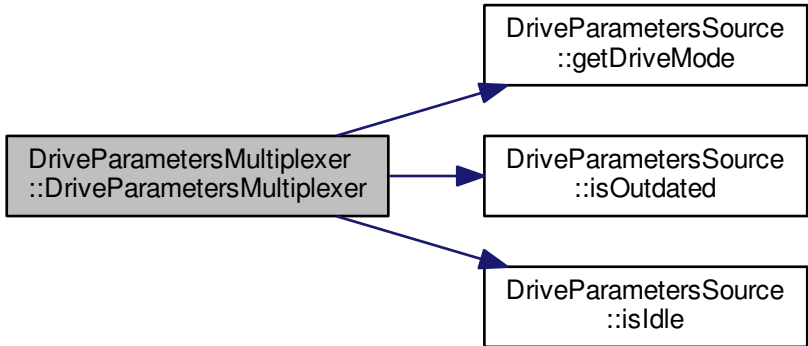 DriveParametersSource
::getDriveMode
DriveParametersMultiplexer
::DriveParametersMultiplexer
DriveParametersSource
::isOutdated
DriveParametersSource
::isIdle